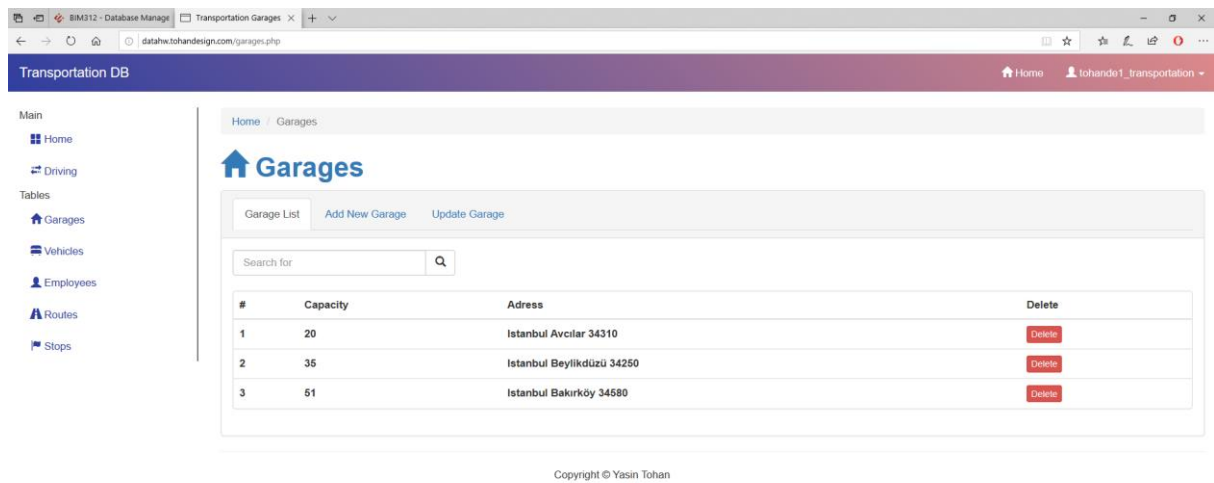 BIM312 - Database Manage
Transportation Garages
datahw.tohandesign.com/garages.php
Transportation DB
Home
tohande1_transportation
Main
Home
Driving
Tables
Garages
Vehicles
Employees
Routes
Stops
Home / Garages
Garages
Garage List Add New Garage Update Garage
Search for
# Capacity Adress Delete
1 20 Istanbul Avcılar 34310 Delete
2 35 Istanbul Beylikdüzü 34250 Delete
3 51 Istanbul Bakırköy 34580 Delete
Copyright © Yasin Tohan